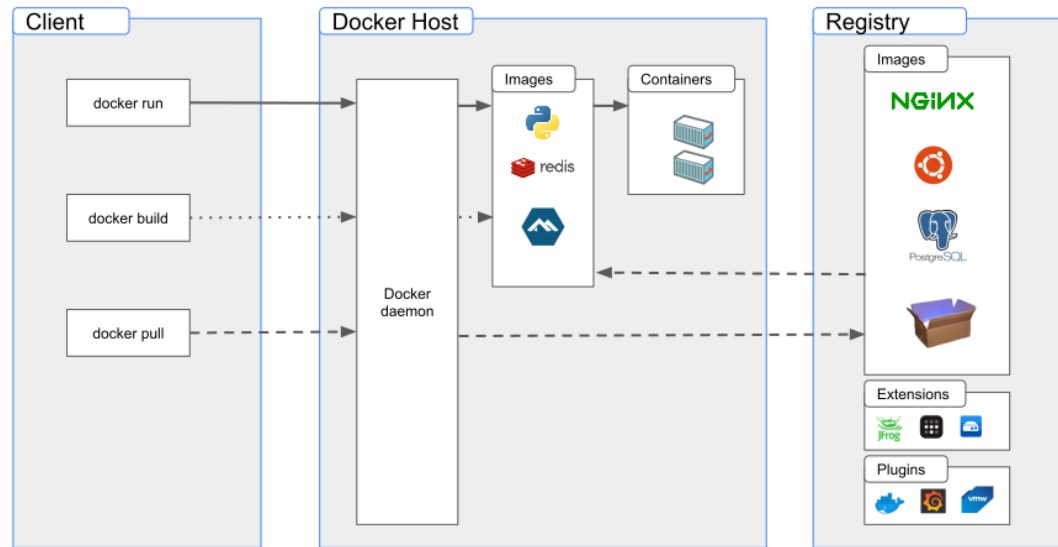 Client
docker run
docker build
docker pull
Docker Host
Docker
daemon
Images
redis
Containers
Registry
Images
NGINX
PostgreSQL
Extensions
JFrog
Plugins
vmw